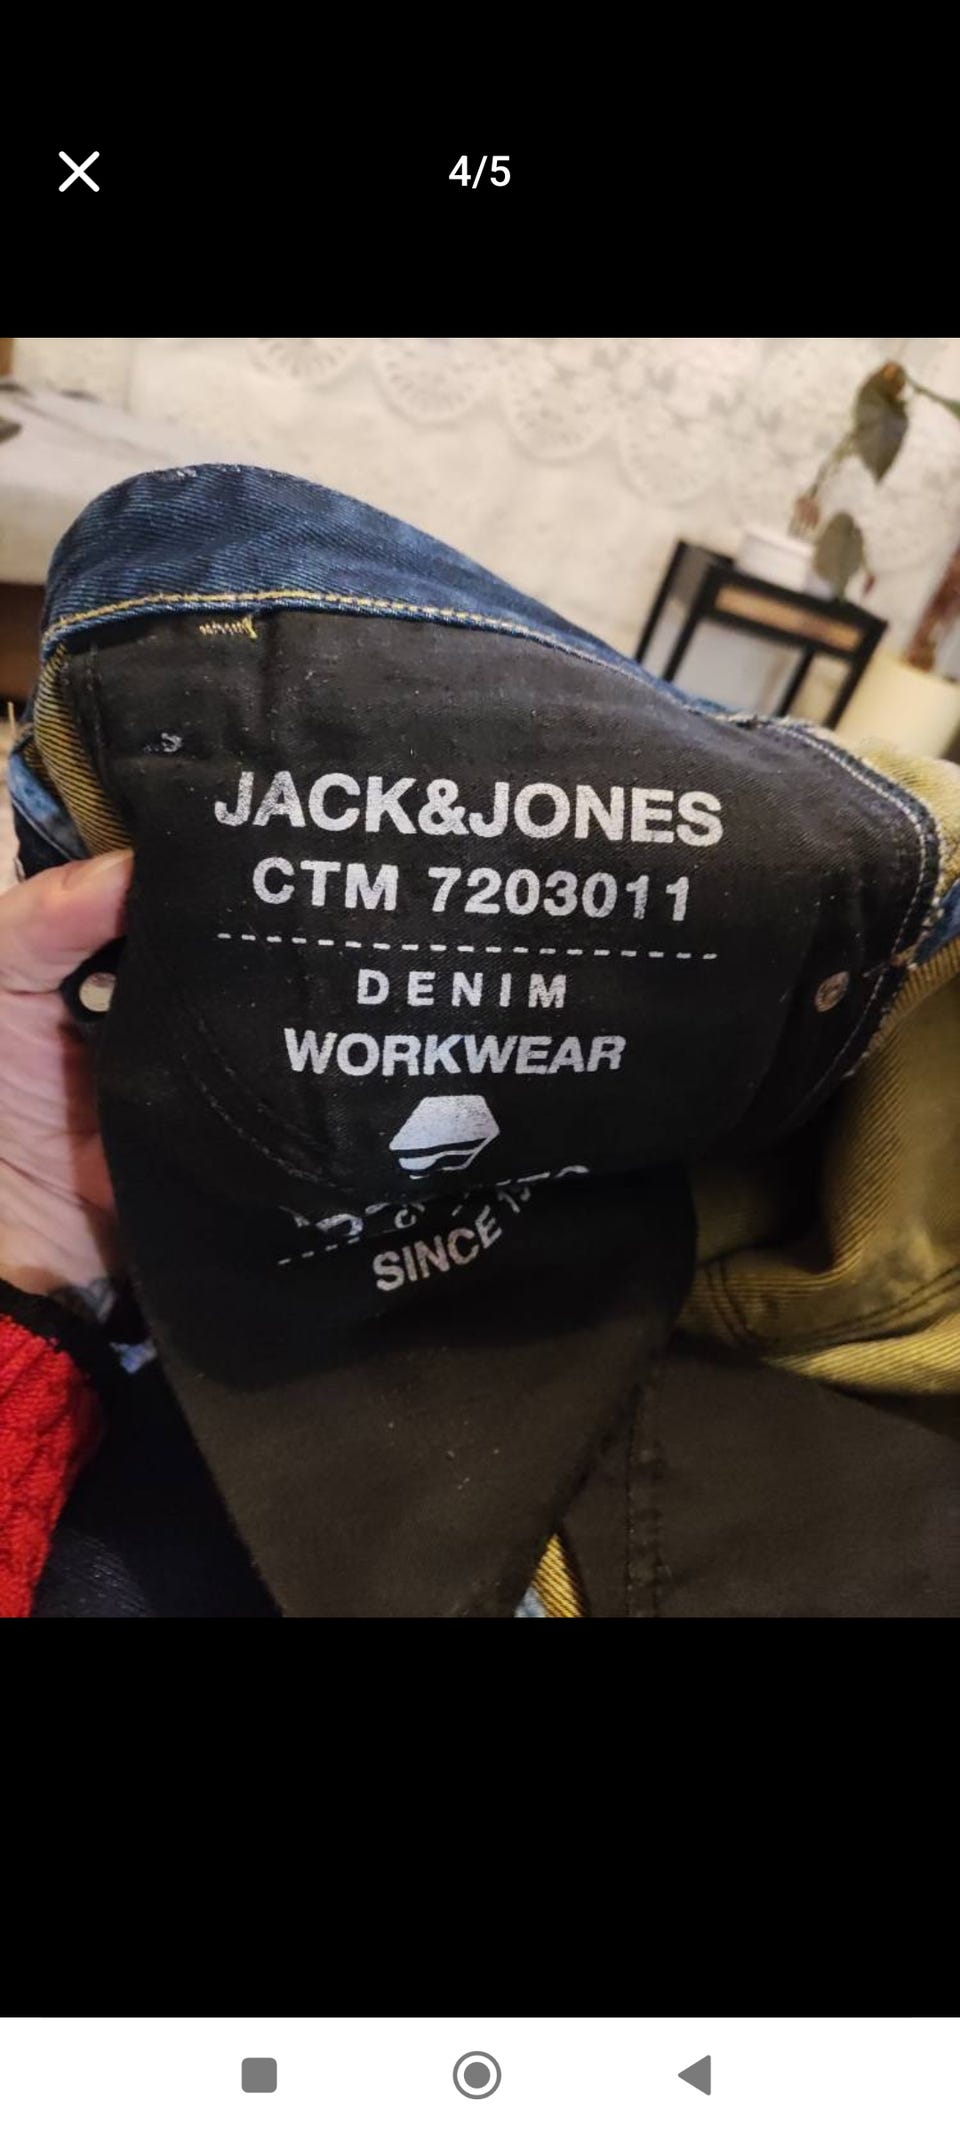 4/5
JACK&JONES
CTM 7203011
DENIM
WORKWEAR
SINCE